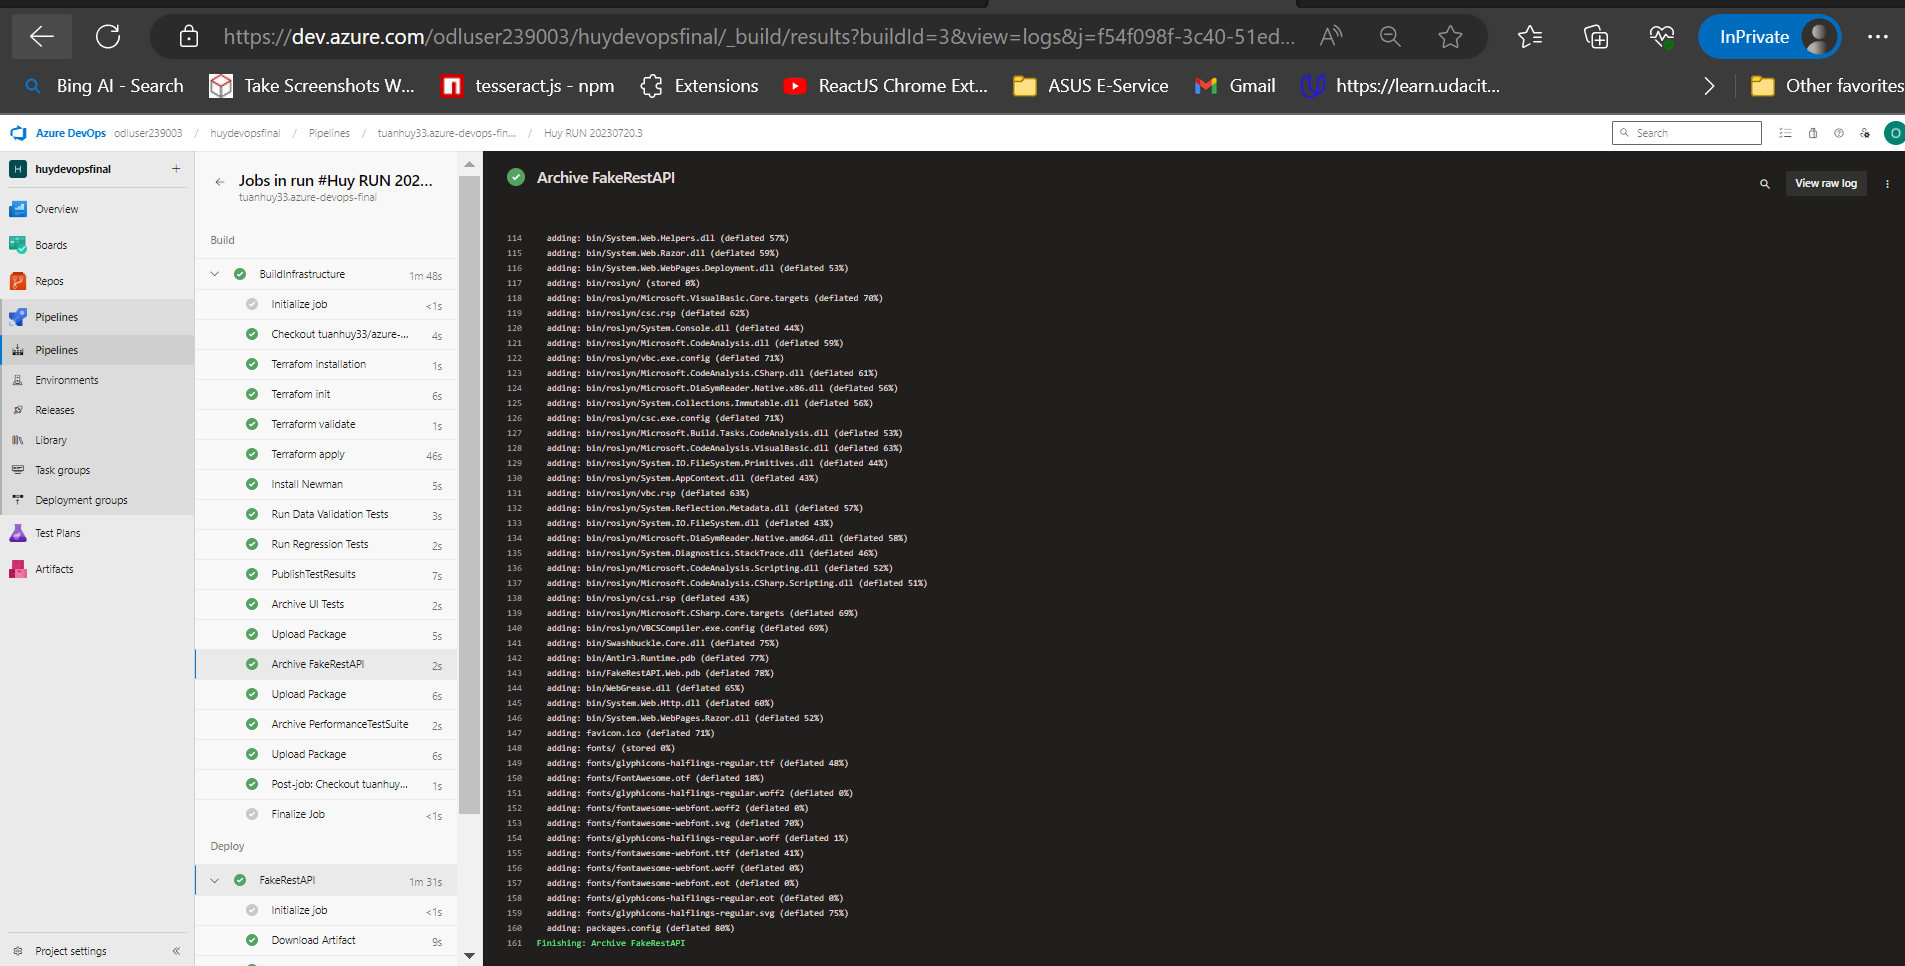 https://dev.azure.com/odluser239003/huydevopsfinal/_build/results?buildId=3&view=logs&j=f54f098f-3c40-51ed...
InPrivate
Bing AI - Search
Take Screenshots W...
tesseract.js - npm
Extensions
ReactJS Chrome Ext...
ASUS E-Service
Gmail
https://learn.udacit...
Other favorites
Azure DevOps odluser239003 / huydevopsfinal / Pipelines / tuanhuy33.azure-devops-fin... / Huy RUN 20230720.3
Search
O
H huydevopsfinal
Overview
Boards
Repos
Pipelines
Pipelines
Environments
Releases
Library
Task groups
Deployment groups
Test Plans
Artifacts
Project settings
Jobs in run #Huy RUN 202...
tuanhuy33.azure-devops-final
Build
BuildInfrastructure 1m 48s
Initialize job <1s
Checkout tuanhuy33/azure-... 4s
Terrafom installation 1s
Terrafom init 6s
Terraform validate 1s
Terraform apply 46s
Install Newman 5s
Run Data Validation Tests 3s
Run Regression Tests 2s
PublishTestResults 7s
Archive UI Tests 2s
Upload Package 5s
Archive FakeRestAPI 2s
Upload Package 6s
Archive PerformanceTestSuite 2s
Upload Package 6s
Post-job: Checkout tuanhuy... 1s
Finalize Job <1s
Deploy
FakeRestAPI 1m 31s
Initialize job <1s
Download Artifact 9s
Archive FakeRestAPI
View raw log
114 adding: bin/System.Web.Helpers.dll (deflated 57%)
115 adding: bin/System.Web.Razor.dll (deflated 59%)
116 adding: bin/System.Web.WebPages.Deployment.dll (deflated 53%)
117 adding: bin/roslyn/ (stored 0%)
118 adding: bin/roslyn/Microsoft.VisualBasic.Core.targets (deflated 70%)
119 adding: bin/roslyn/csc.rsp (deflated 62%)
120 adding: bin/roslyn/System.Console.dll (deflated 44%)
121 adding: bin/roslyn/Microsoft.CodeAnalysis.dll (deflated 59%)
122 adding: bin/roslyn/vbc.exe.config (deflated 71%)
123 adding: bin/roslyn/Microsoft.CodeAnalysis.CSharp.dll (deflated 61%)
124 adding: bin/roslyn/Microsoft.DiaSymReader.Native.x86.dll (deflated 56%)
125 adding: bin/roslyn/System.Collections.Immutable.dll (deflated 56%)
126 adding: bin/roslyn/csc.exe.config (deflated 71%)
127 adding: bin/roslyn/Microsoft.Build.Tasks.CodeAnalysis.dll (deflated 53%)
128 adding: bin/roslyn/Microsoft.CodeAnalysis.VisualBasic.dll (deflated 63%)
129 adding: bin/roslyn/System.IO.FileSystem.Primitives.dll (deflated 44%)
130 adding: bin/roslyn/System.AppContext.dll (deflated 43%)
131 adding: bin/roslyn/vbc.rsp (deflated 63%)
132 adding: bin/roslyn/System.Reflection.Metadata.dll (deflated 57%)
133 adding: bin/roslyn/System.IO.FileSystem.dll (deflated 43%)
134 adding: bin/roslyn/Microsoft.DiaSymReader.Native.amd64.dll (deflated 58%)
135 adding: bin/roslyn/System.Diagnostics.StackTrace.dll (deflated 46%)
136 adding: bin/roslyn/Microsoft.CodeAnalysis.Scripting.dll (deflated 52%)
137 adding: bin/roslyn/Microsoft.CodeAnalysis.CSharp.Scripting.dll (deflated 51%)
138 adding: bin/roslyn/csi.rsp (deflated 43%)
139 adding: bin/roslyn/Microsoft.CSharp.Core.targets (deflated 69%)
140 adding: bin/roslyn/VBCSCompiler.exe.config (deflated 69%)
141 adding: bin/Swashbuckle.Core.dll (deflated 75%)
142 adding: bin/Antlr3.Runtime.pdb (deflated 77%)
143 adding: bin/FakeRestAPI.Web.pdb (deflated 78%)
144 adding: bin/WebGrease.dll (deflated 65%)
145 adding: bin/System.Web.Http.dll (deflated 60%)
146 adding: bin/System.Web.WebPages.Razor.dll (deflated 52%)
147 adding: favicon.ico (deflated 71%)
148 adding: fonts/ (stored 0%)
149 adding: fonts/glyphicons-halflings-regular.ttf (deflated 48%)
150 adding: fonts/FontAwesome.otf (deflated 18%)
151 adding: fonts/glyphicons-halflings-regular.woff2 (deflated 0%)
152 adding: fonts/fontawesome-webfont.woff2 (deflated 0%)
153 adding: fonts/fontawesome-webfont.svg (deflated 70%)
154 adding: fonts/glyphicons-halflings-regular.woff (deflated 1%)
155 adding: fonts/fontawesome-webfont.ttf (deflated 41%)
156 adding: fonts/fontawesome-webfont.woff (deflated 0%)
157 adding: fonts/fontawesome-webfont.eot (deflated 0%)
158 adding: fonts/glyphicons-halflings-regular.eot (deflated 0%)
159 adding: fonts/glyphicons-halflings-regular.svg (deflated 75%)
160 adding: packages.config (deflated 80%)
161 Finishing: Archive FakeRestAPI